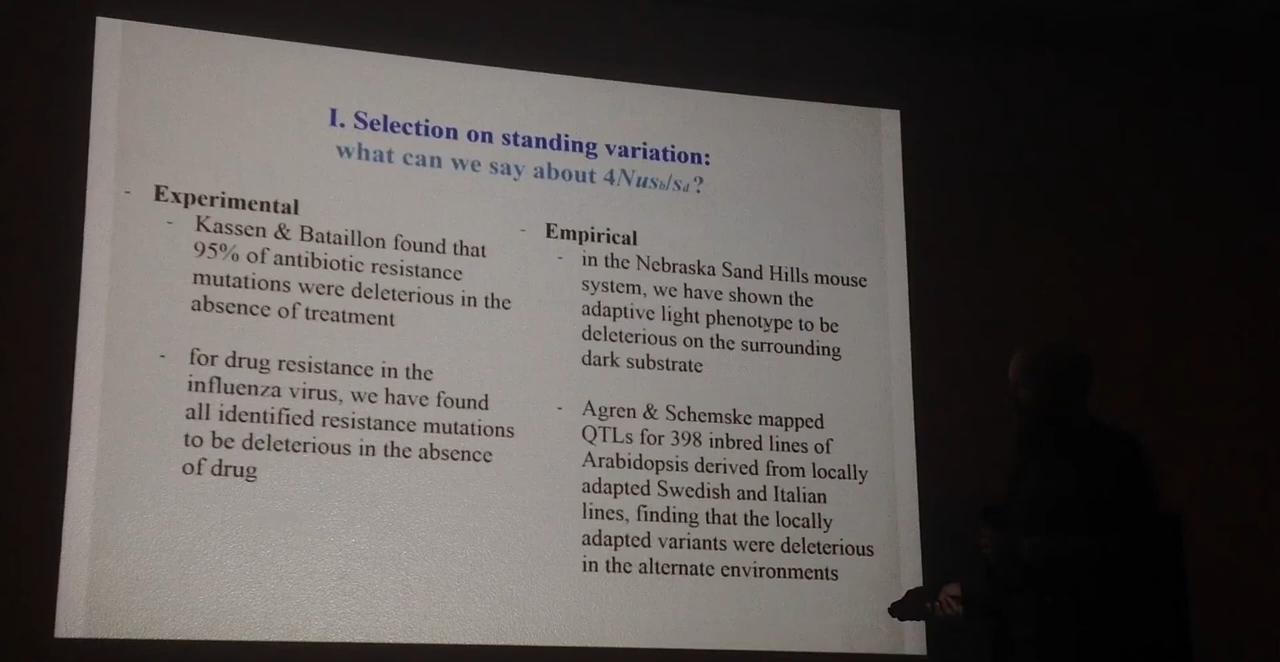 I. Selection on standing variation:
what can we say about 4Nusb/sd?
- Experimental
- Kassen & Bataillon found that
95% of antibiotic resistance
mutations were deleterious in the
absence of treatment
- for drug resistance in the
influenza virus, we have found
all identified resistance mutations
to be deleterious in the absence
of drug
- Empirical
- in the Nebraska Sand Hills mouse
system, we have shown the
adaptive light phenotype to be
deleterious on the surrounding
dark substrate
- Agren & Schemske mapped
QTLs for 398 inbred lines of
Arabidopsis derived from locally
adapted Swedish and Italian
lines, finding that the locally
adapted variants were deleterious
in the alternate environments